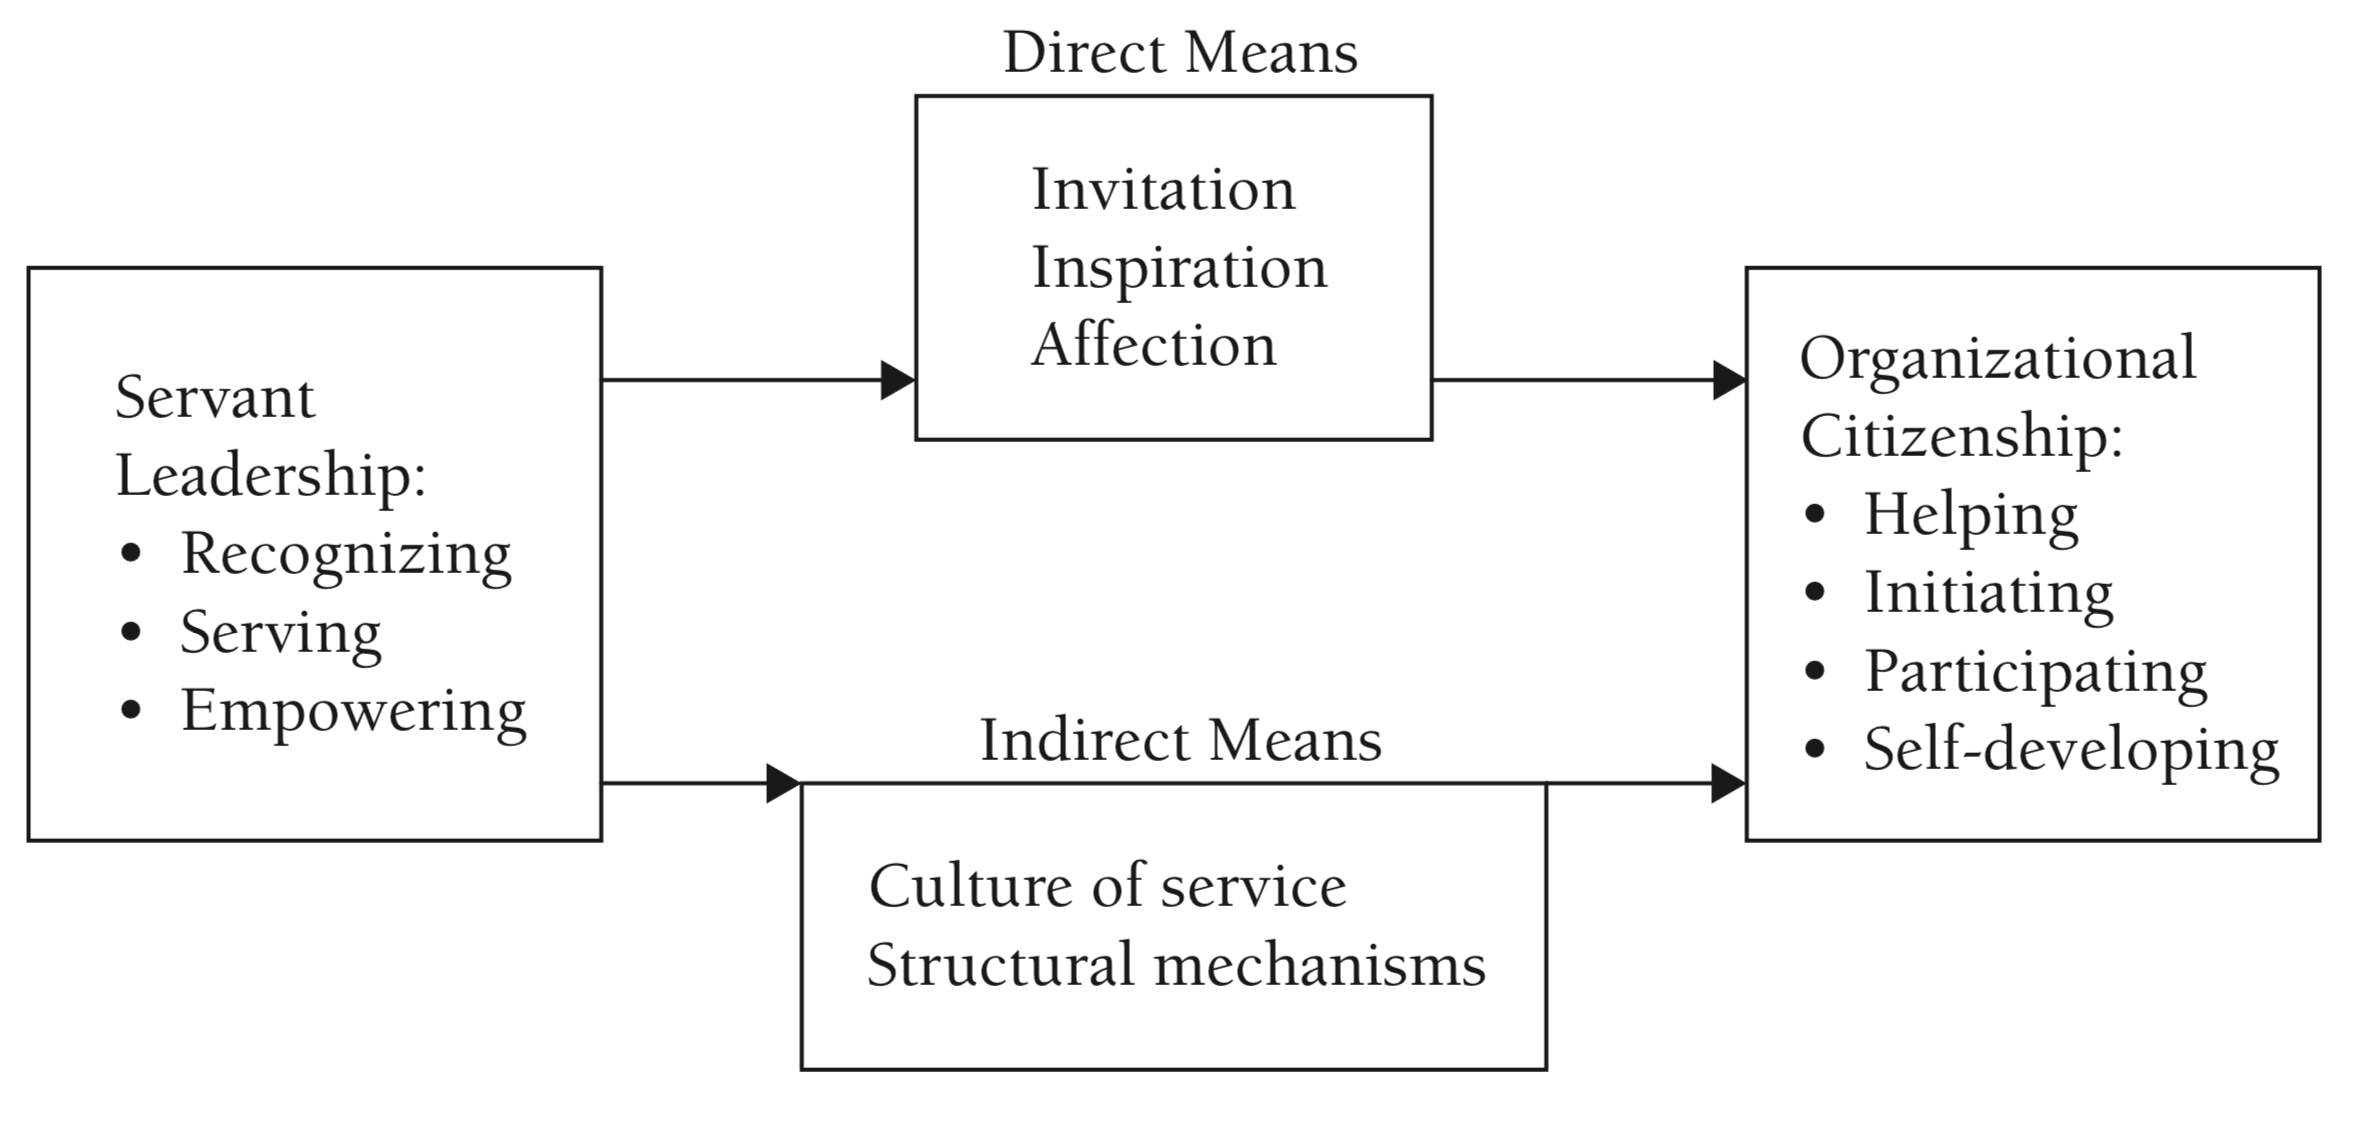 Direct Means
Invitation
Inspiration
Affection
Servant
Leadership:
• Recognizing
• Serving
• Empowering
Organizational
Citizenship:
• Helping
• Initiating
• Participating
• Self-developing
Indirect Means
Culture of service
Structural mechanisms